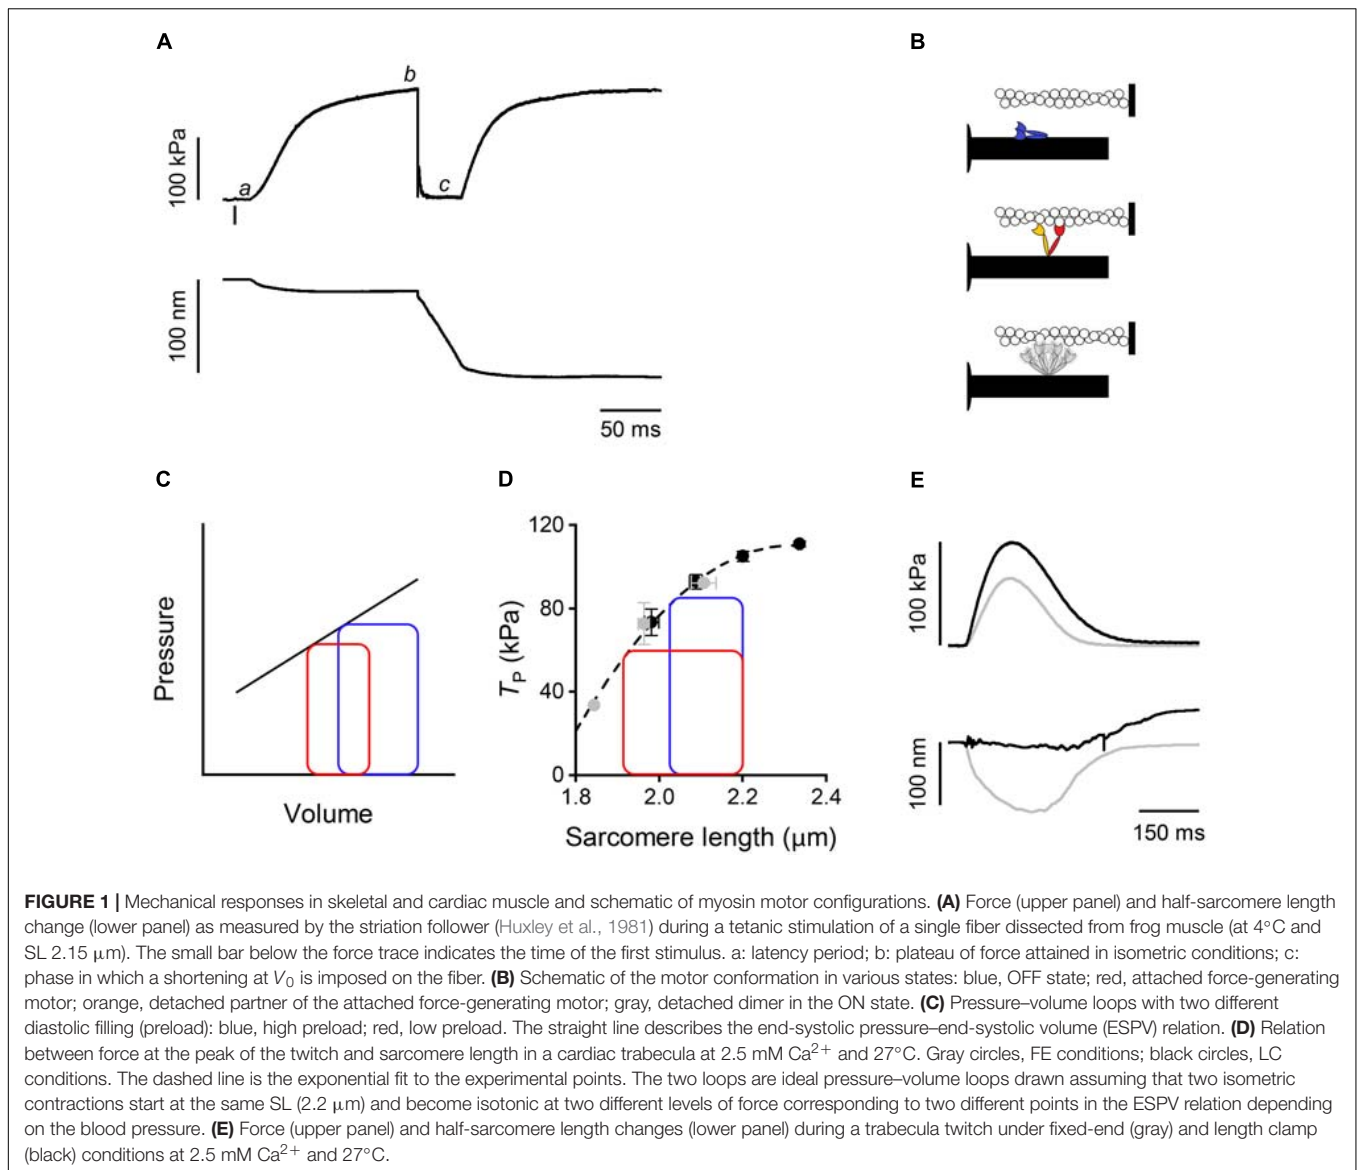 A
B
b
100 kPa
a
c
100 nm
50 ms
C
D
E
Pressure
Volume
120
80
40
0
T_P (kPa)
1.8 2.0 2.2 2.4
Sarcomere length (µm)
100 kPa
100 nm
150 ms
FIGURE 1 | Mechanical responses in skeletal and cardiac muscle and schematic of myosin motor configurations. (A) Force (upper panel) and half-sarcomere length
change (lower panel) as measured by the striation follower (Huxley et al., 1981) during a tetanic stimulation of a single fiber dissected from frog muscle (at 4°C and
SL 2.15 μm). The small bar below the force trace indicates the time of the first stimulus. a: latency period; b: plateau of force attained in isometric conditions; c:
phase in which a shortening at V0 is imposed on the fiber. (B) Schematic of the motor conformation in various states: blue, OFF state; red, attached force-generating
motor; orange, detached partner of the attached force-generating motor; gray, detached dimer in the ON state. (C) Pressure–volume loops with two different
diastolic filling (preload): blue, high preload; red, low preload. The straight line describes the end-systolic pressure–end-systolic volume (ESPV) relation. (D) Relation
between force at the peak of the twitch and sarcomere length in a cardiac trabecula at 2.5 mM Ca2+ and 27°C. Gray circles, FE conditions; black circles, LC
conditions. The dashed line is the exponential fit to the experimental points. The two loops are ideal pressure–volume loops drawn assuming that two isometric
contractions start at the same SL (2.2 μm) and become isotonic at two different levels of force corresponding to two different points in the ESPV relation depending
on the blood pressure. (E) Force (upper panel) and half-sarcomere length changes (lower panel) during a trabecula twitch under fixed-end (gray) and length clamp
(black) conditions at 2.5 mM Ca2+ and 27°C.